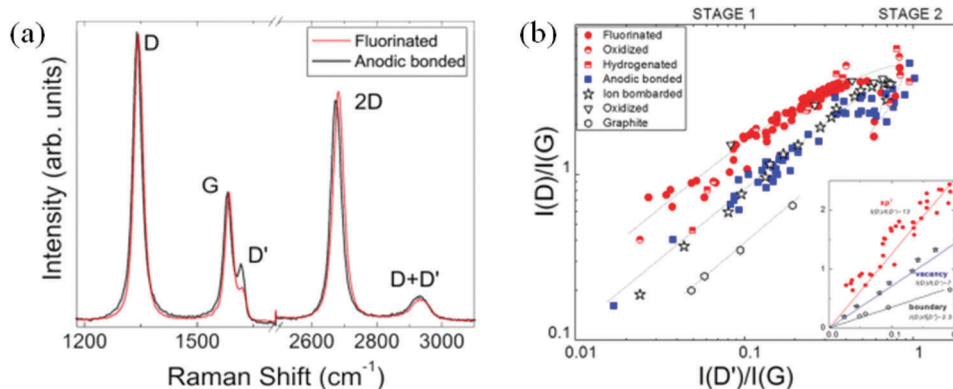 (a)
D
Fluorinated
Anodic bonded
2D
G
D'
D+D'
Intensity (arb. units)
1200
1600
2600
2800
3000
Raman Shift (cm⁻¹)
(b)
STAGE 1
STAGE 2
Fluorinated
Oxidized
Hydrogenated
Anodic bonded
Ion bombarded
Oxidized
Graphite
I(D)/I(G)
1
0.1
0.01
0.1
1
I(D')/I(G)
2
1
0
0.0
0.1
sp³
vacancy
boundary